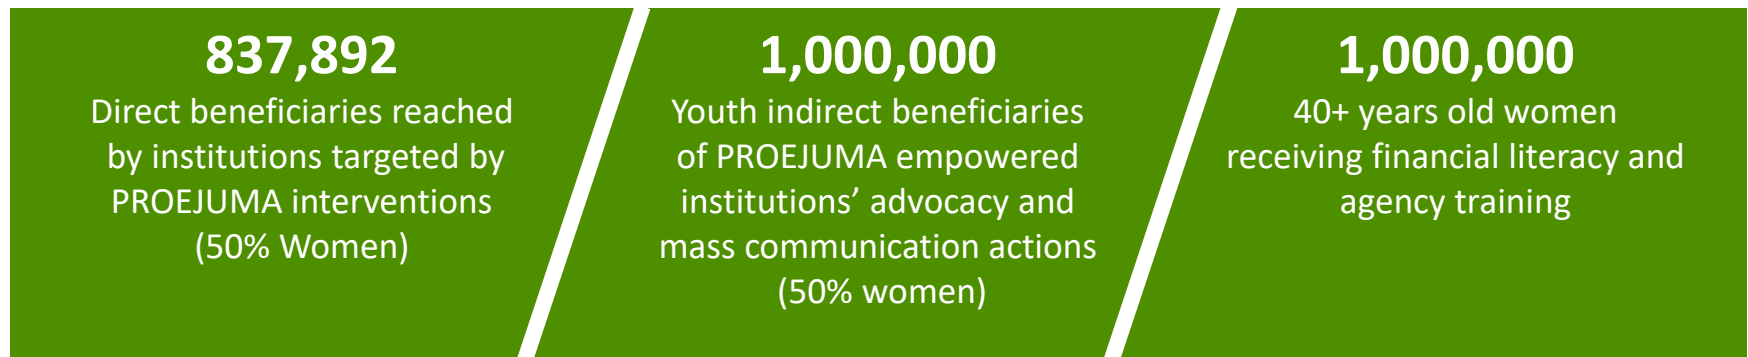 837,892
Direct beneficiaries reached
by institutions targeted by
PROEJUMA interventions
(50% Women)
1,000,000
Youth indirect beneficiaries
of PROEJUMA empowered
institutions’ advocacy and
mass communication actions
(50% women)
1,000,000
40+ years old women
receiving financial literacy and
agency training